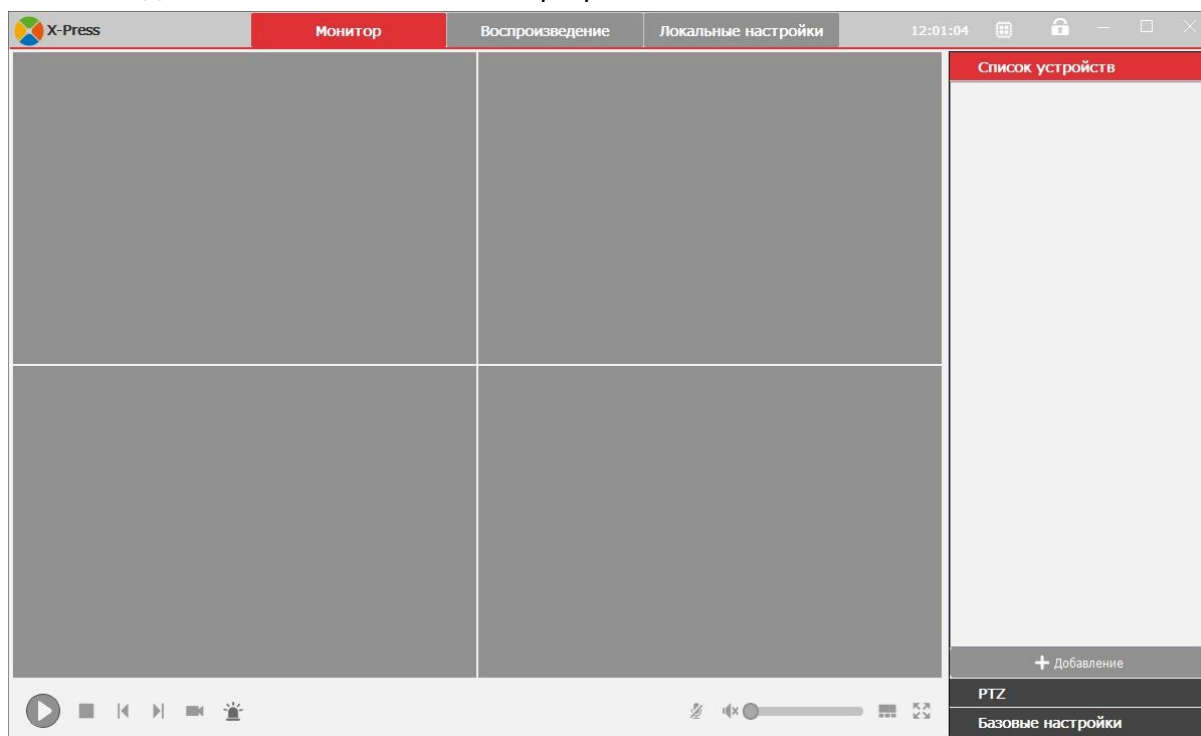 X-Press
Монитор
Воспроизведение
Локальные настройки
12:01:04
Список устройств
Добавление
PTZ
Базовые настройки